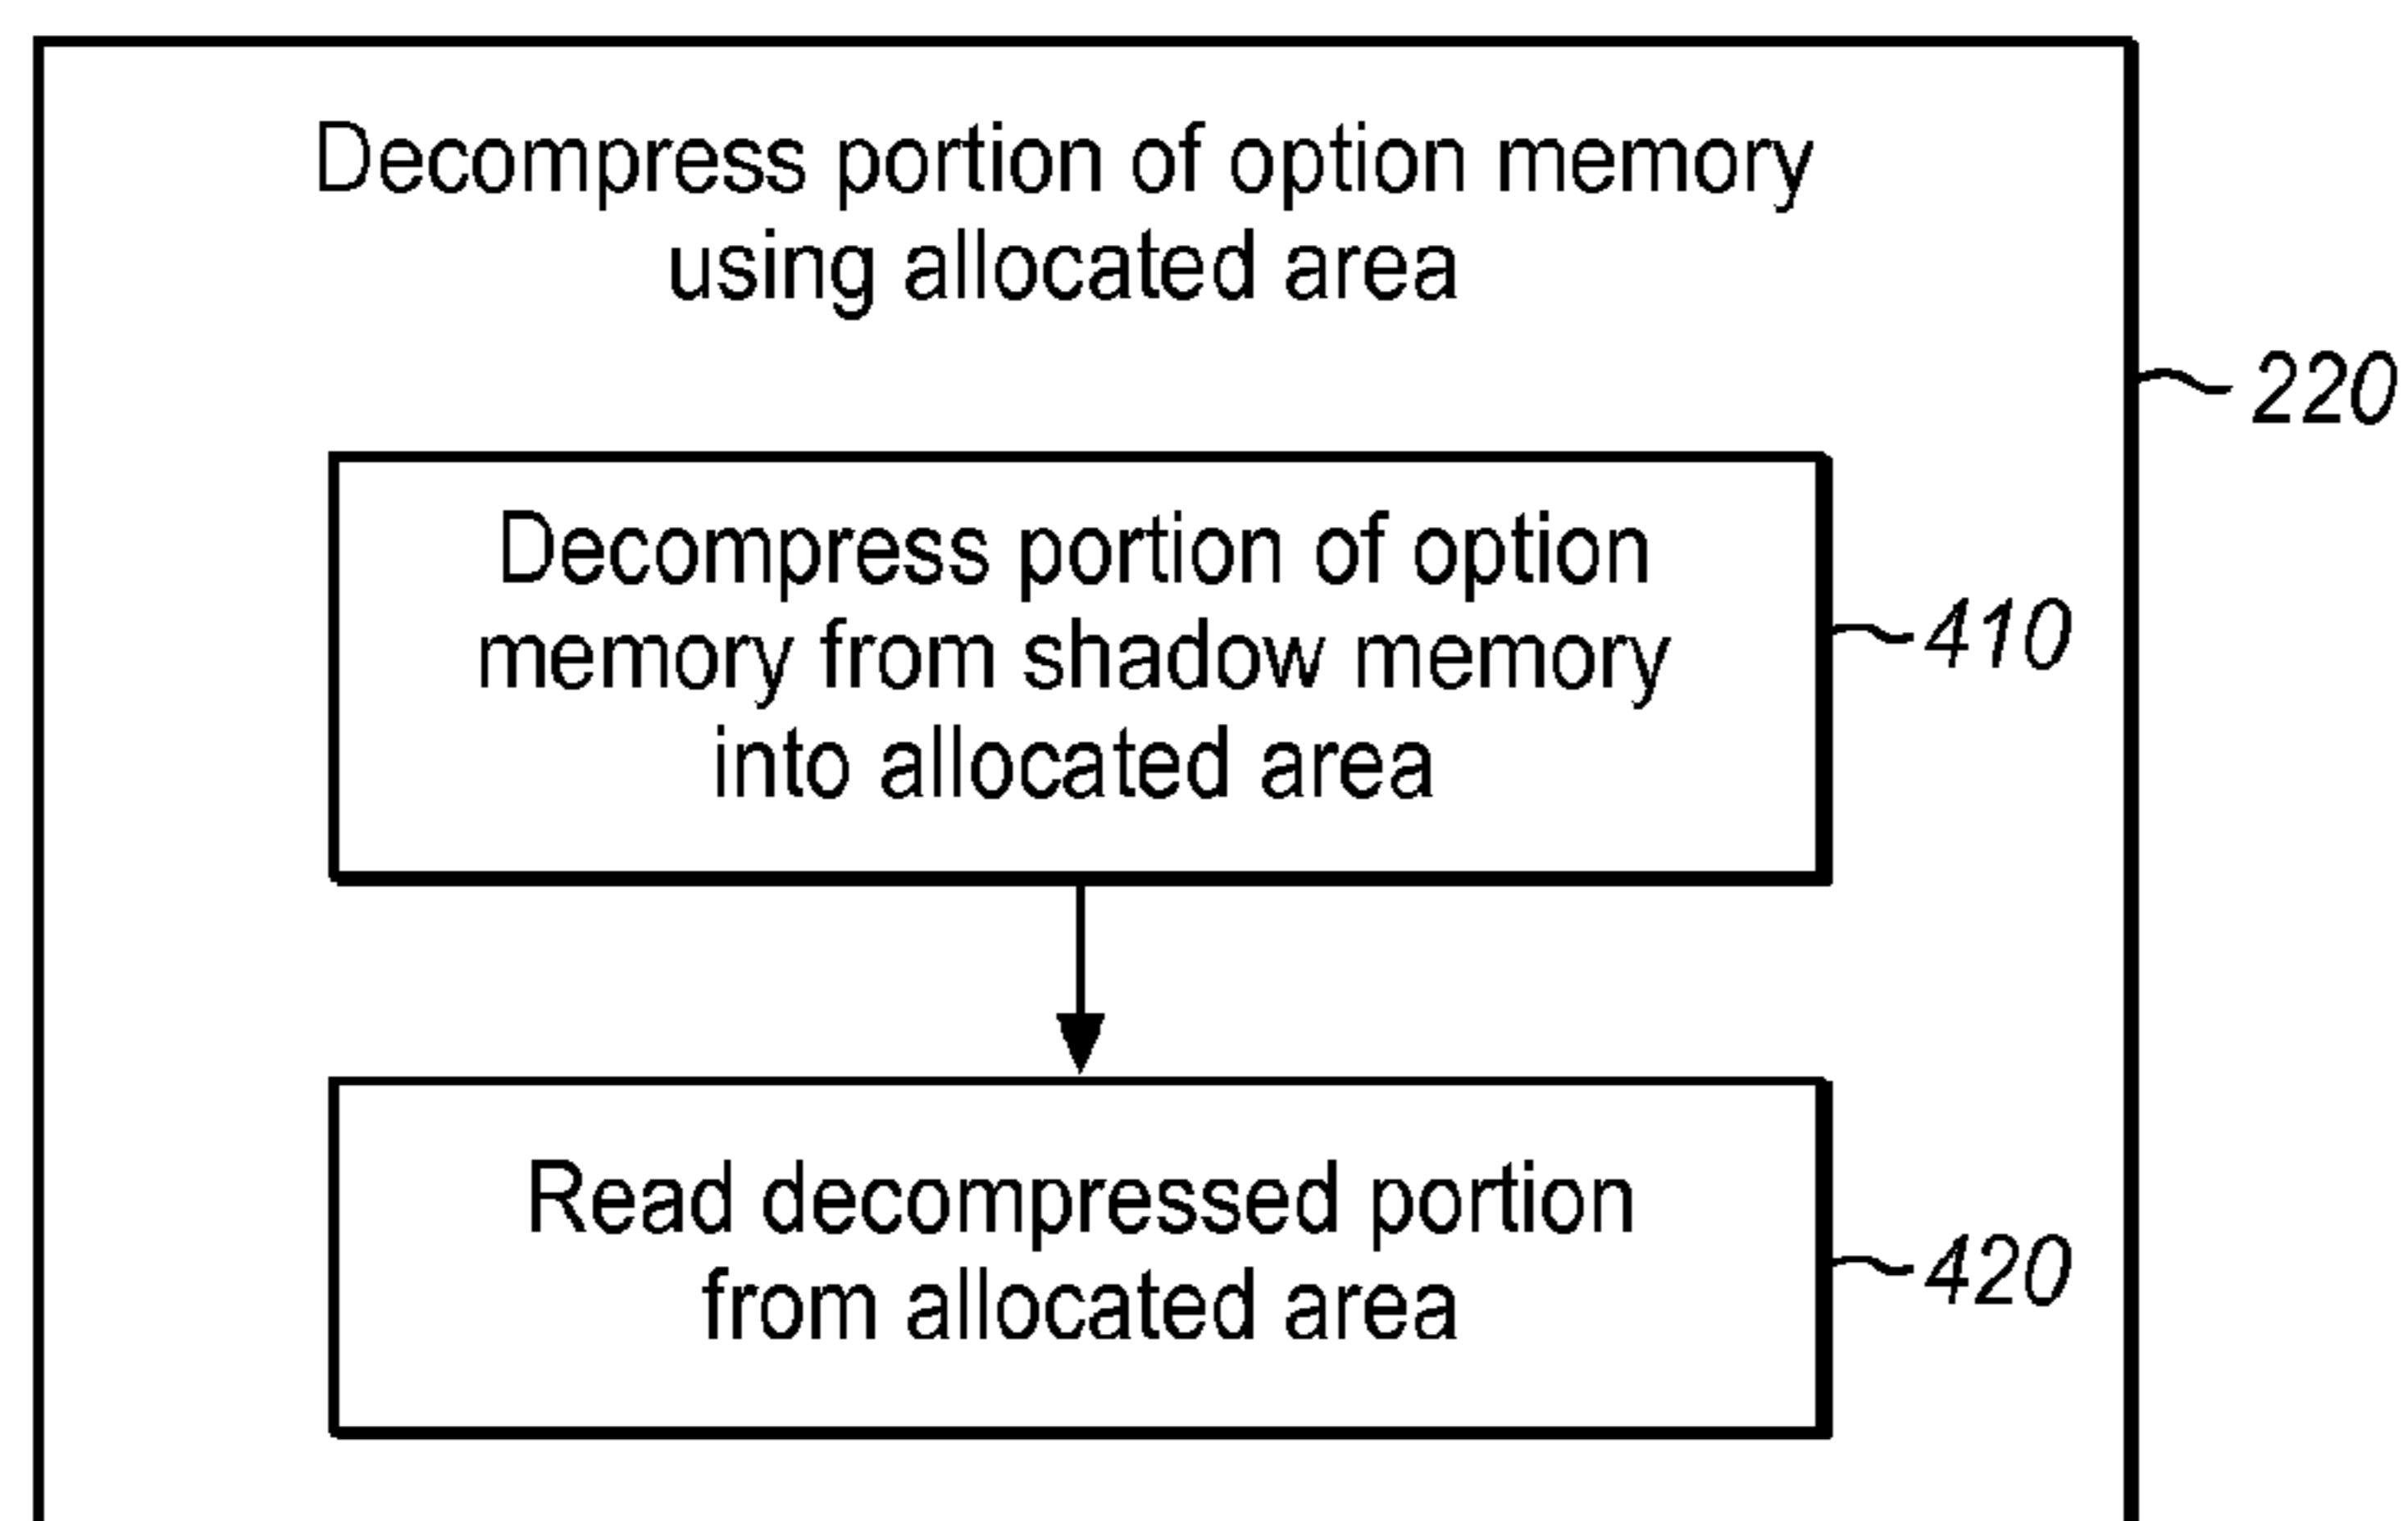 Decompress portion of option memory
using allocated area
220
Decompress portion of option
memory from shadow memory
into allocated area
410
Read decompressed portion
from allocated area
420